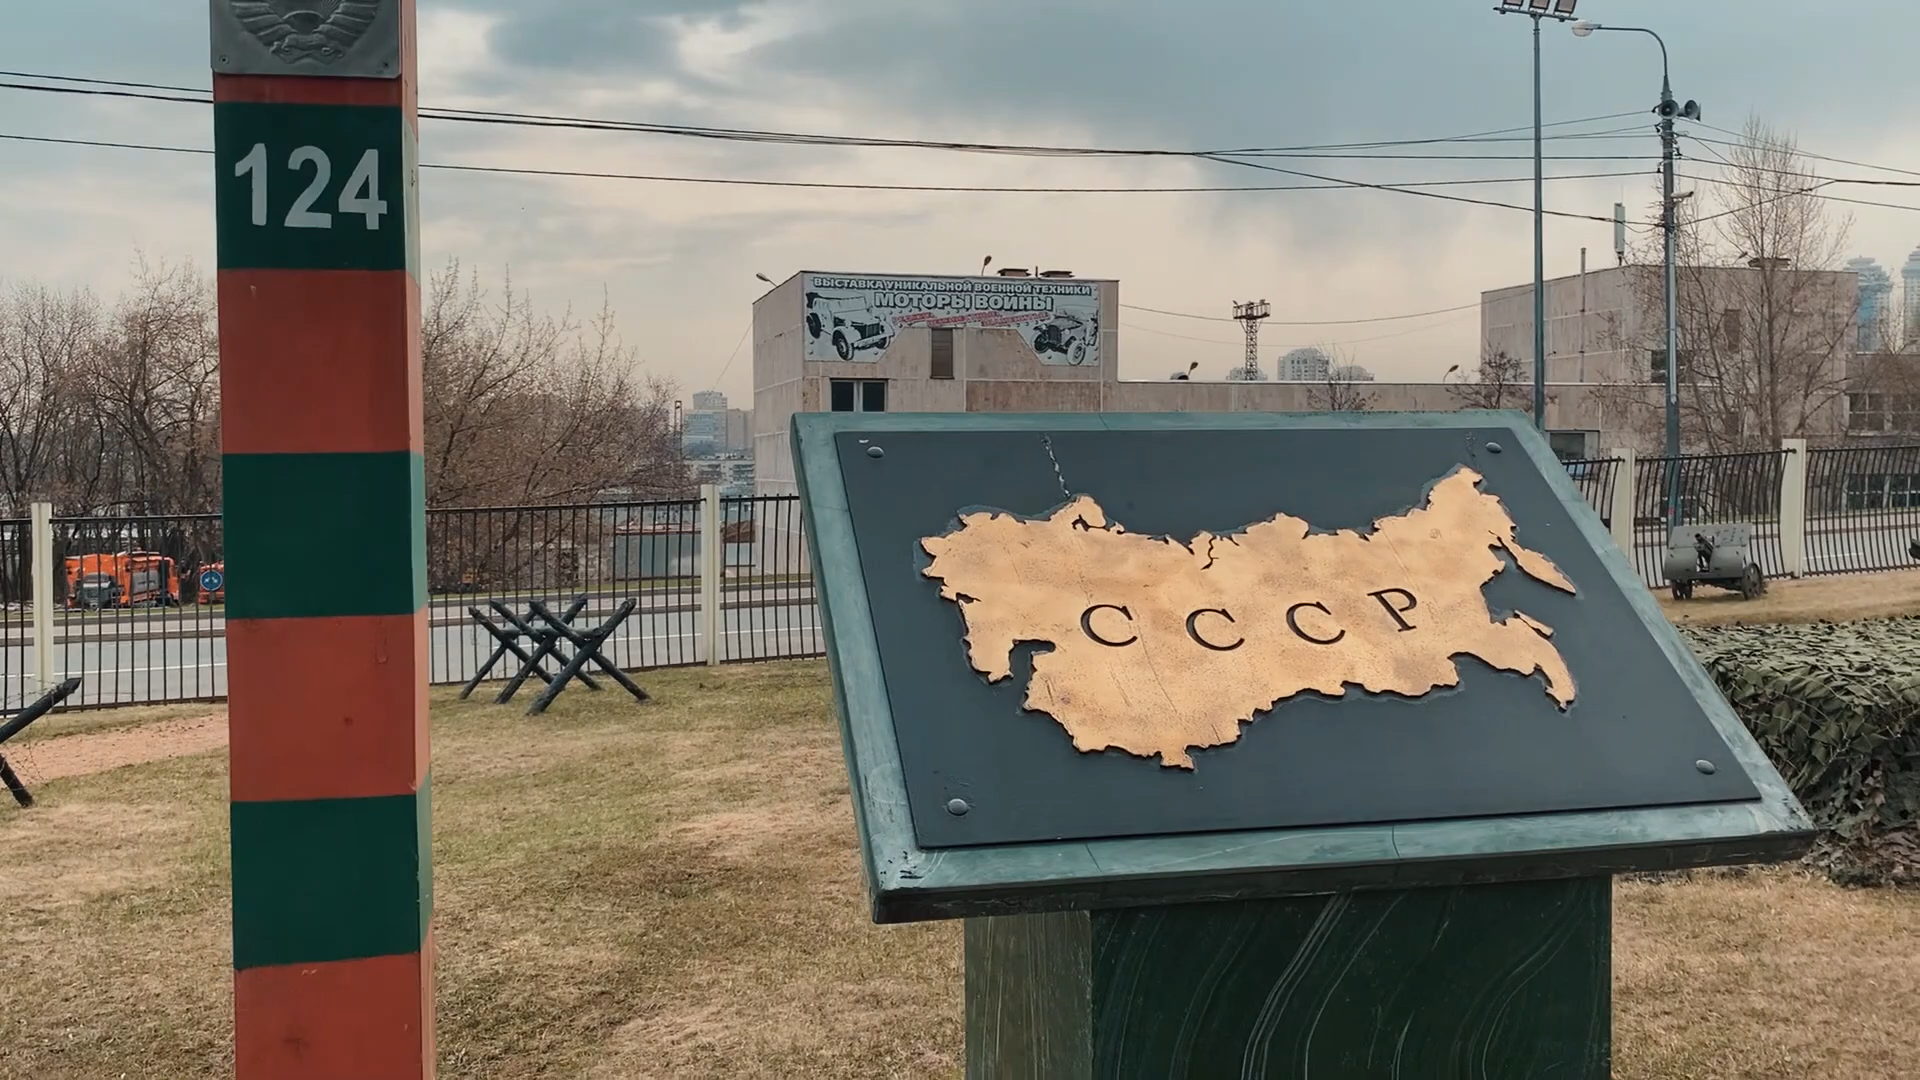 124
ВЫСТАВКА УНИКАЛЬНОЙ ВОЕННОЙ ТЕХНИКИ
МОТОРЫ ВОЙНЫ
СССР